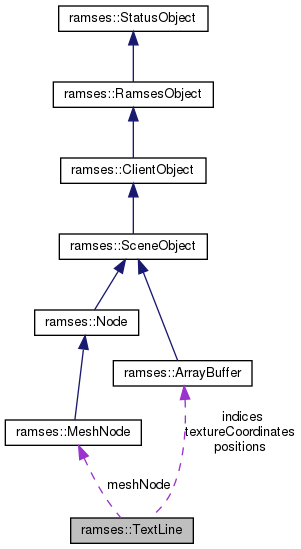 ramses::StatusObject
ramses::RamsesObject
ramses::ClientObject
ramses::SceneObject
ramses::Node
ramses::ArrayBuffer
indices
textureCoordinates
positions
ramses::MeshNode
meshNode
ramses::TextLine